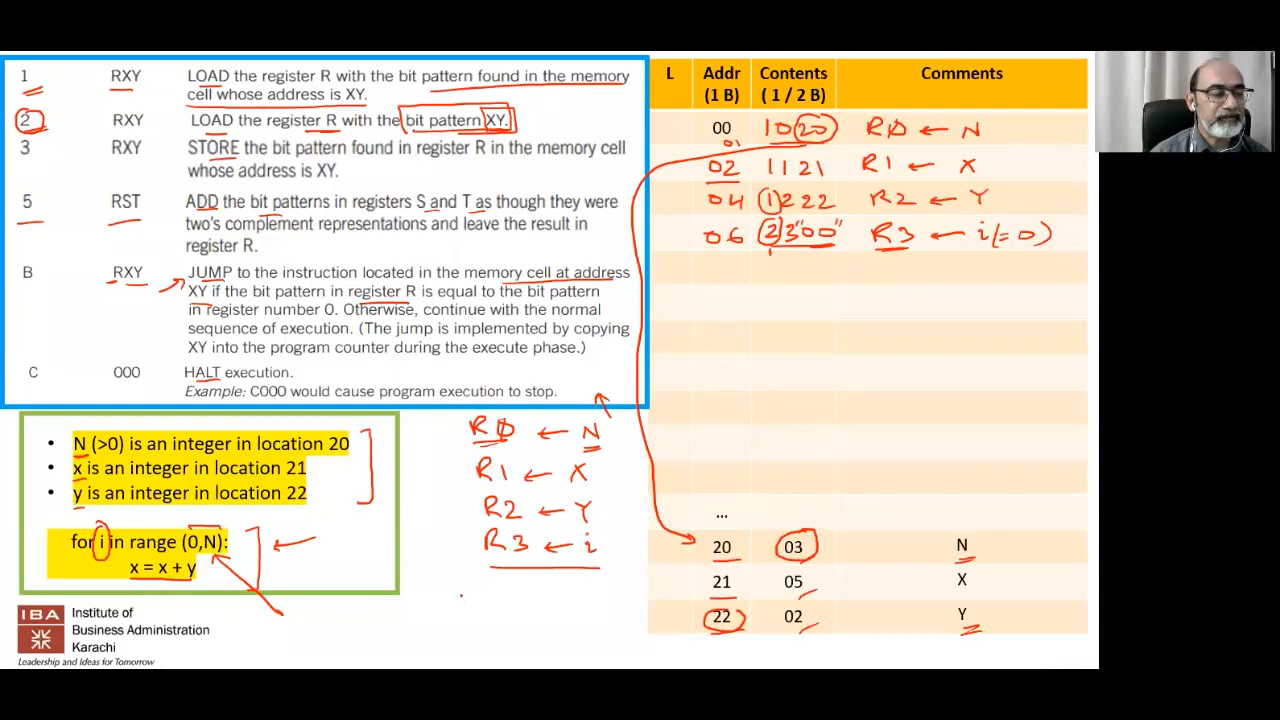 1 RXY LOAD the register R with the bit pattern found in the memory
cell whose address is XY.
2 RXY LOAD the register R with the bit pattern XY.
3 RXY STORE the bit pattern found in register R in the memory cell
whose address is XY.
5 RST ADD the bit patterns in registers S and T as though they were
two's complement representations and leave the result in
register R.
B RXY JUMP to the instruction located in the memory cell at address
XY if the bit pattern in register R is equal to the bit pattern
in register number 0. Otherwise, continue with the normal
sequence of execution. (The jump is implemented by copying
XY into the program counter during the execute phase.)
C 000 HALT execution.
Example: C000 would cause program execution to stop.
• N (>0) is an integer in location 20
• x is an integer in location 21
• y is an integer in location 22
for i in range (0,N):
x = x + y
R0 ← N
R1 ← X
R2 ← Y
R3 ← i
IBA Institute of
Business Administration
Karachi
Leadership and Ideas for Tomorrow
L Addr Contents Comments
(1 B) ( 1 / 2 B)
00 1020 R0 ← N
01
02 1121 R1 ← X
04 1222 R2 ← Y
06 23"00" R3 ← i(=0)
...
20 03 N
21 05 X
22 02 Y